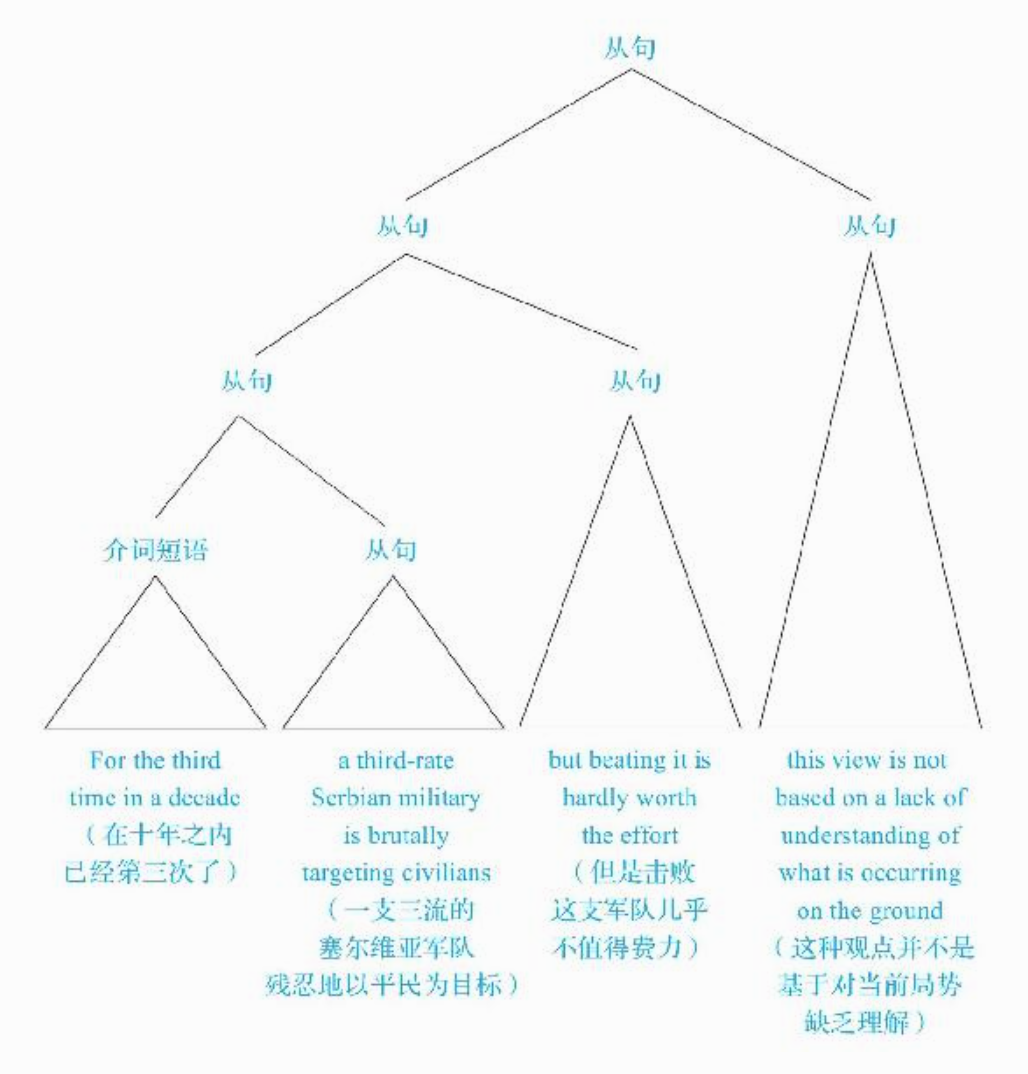 从句
从句
从句
从句
从句
介词短语
从句
For the third
time in a decade
（在十年之内
已经第三次了）
a third-rate
Serbian military
is brutally
targeting civilians
（一支三流的
塞尔维亚军队
残忍地以平民为目标）
but beating it is
hardly worth
the effort
（但是击败
这支军队几乎
不值得费力）
this view is not
based on a lack of
understanding of
what is occurring
on the ground
（这种观点并不是
基于对当前局势
缺乏理解）